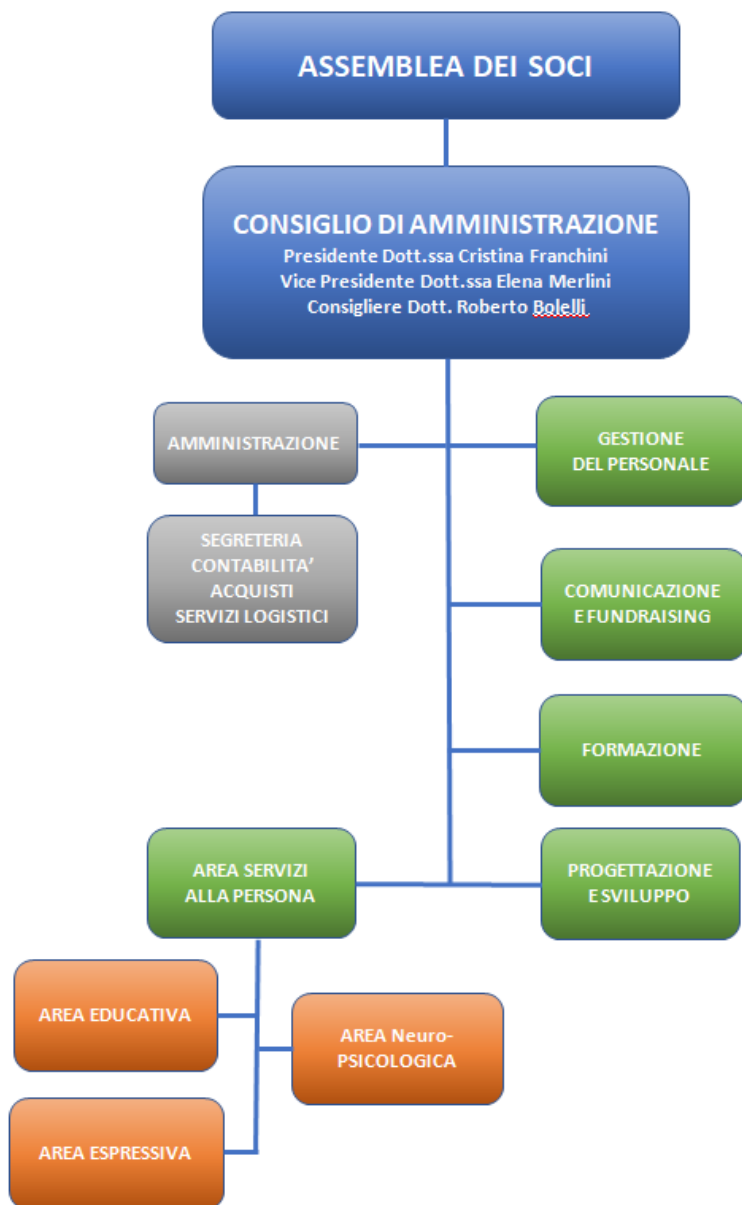 ASSEMBLEA DEI SOCI
CONSIGLIO DI AMMINISTRAZIONE
Presidente Dott.ssa Cristina Franchini
Vice Presidente Dott.ssa Elena Merlini
Consigliere Dott. Roberto Bolelli
AMMINISTRAZIONE
GESTIONE
DEL PERSONALE
SEGRETERIA
CONTABILITA’
ACQUISTI
SERVIZI LOGISTICI
COMUNICAZIONE
E FUNDRAISING
FORMAZIONE
AREA SERVIZI
ALLA PERSONA
PROGETTAZIONE
E SVILUPPO
AREA EDUCATIVA
AREA Neuro-
PSICOLOGICA
AREA ESPRESSIVA